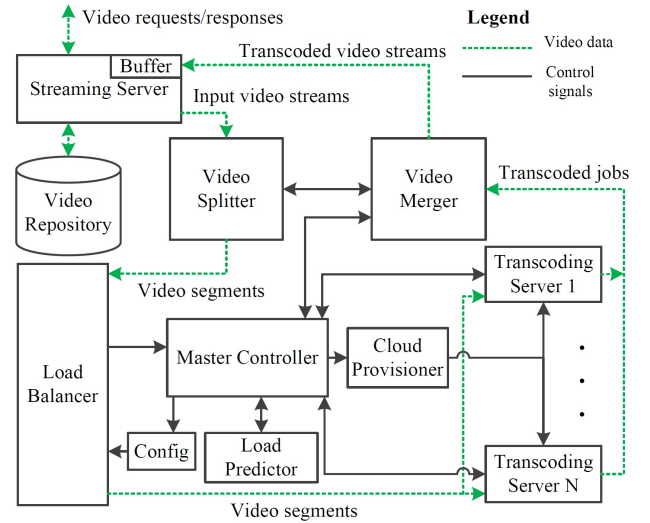 Video requests/responses
Legend
Video data
Control
signals
Buffer
Streaming Server
Transcoded video streams
Input video streams
Video
Splitter
Video
Merger
Transcoded jobs
Video
Repository
Video segments
Transcoding
Server 1
Load
Balancer
Master Controller
Cloud
Provisioner
Config
Load
Predictor
Transcoding
Server N
Video segments